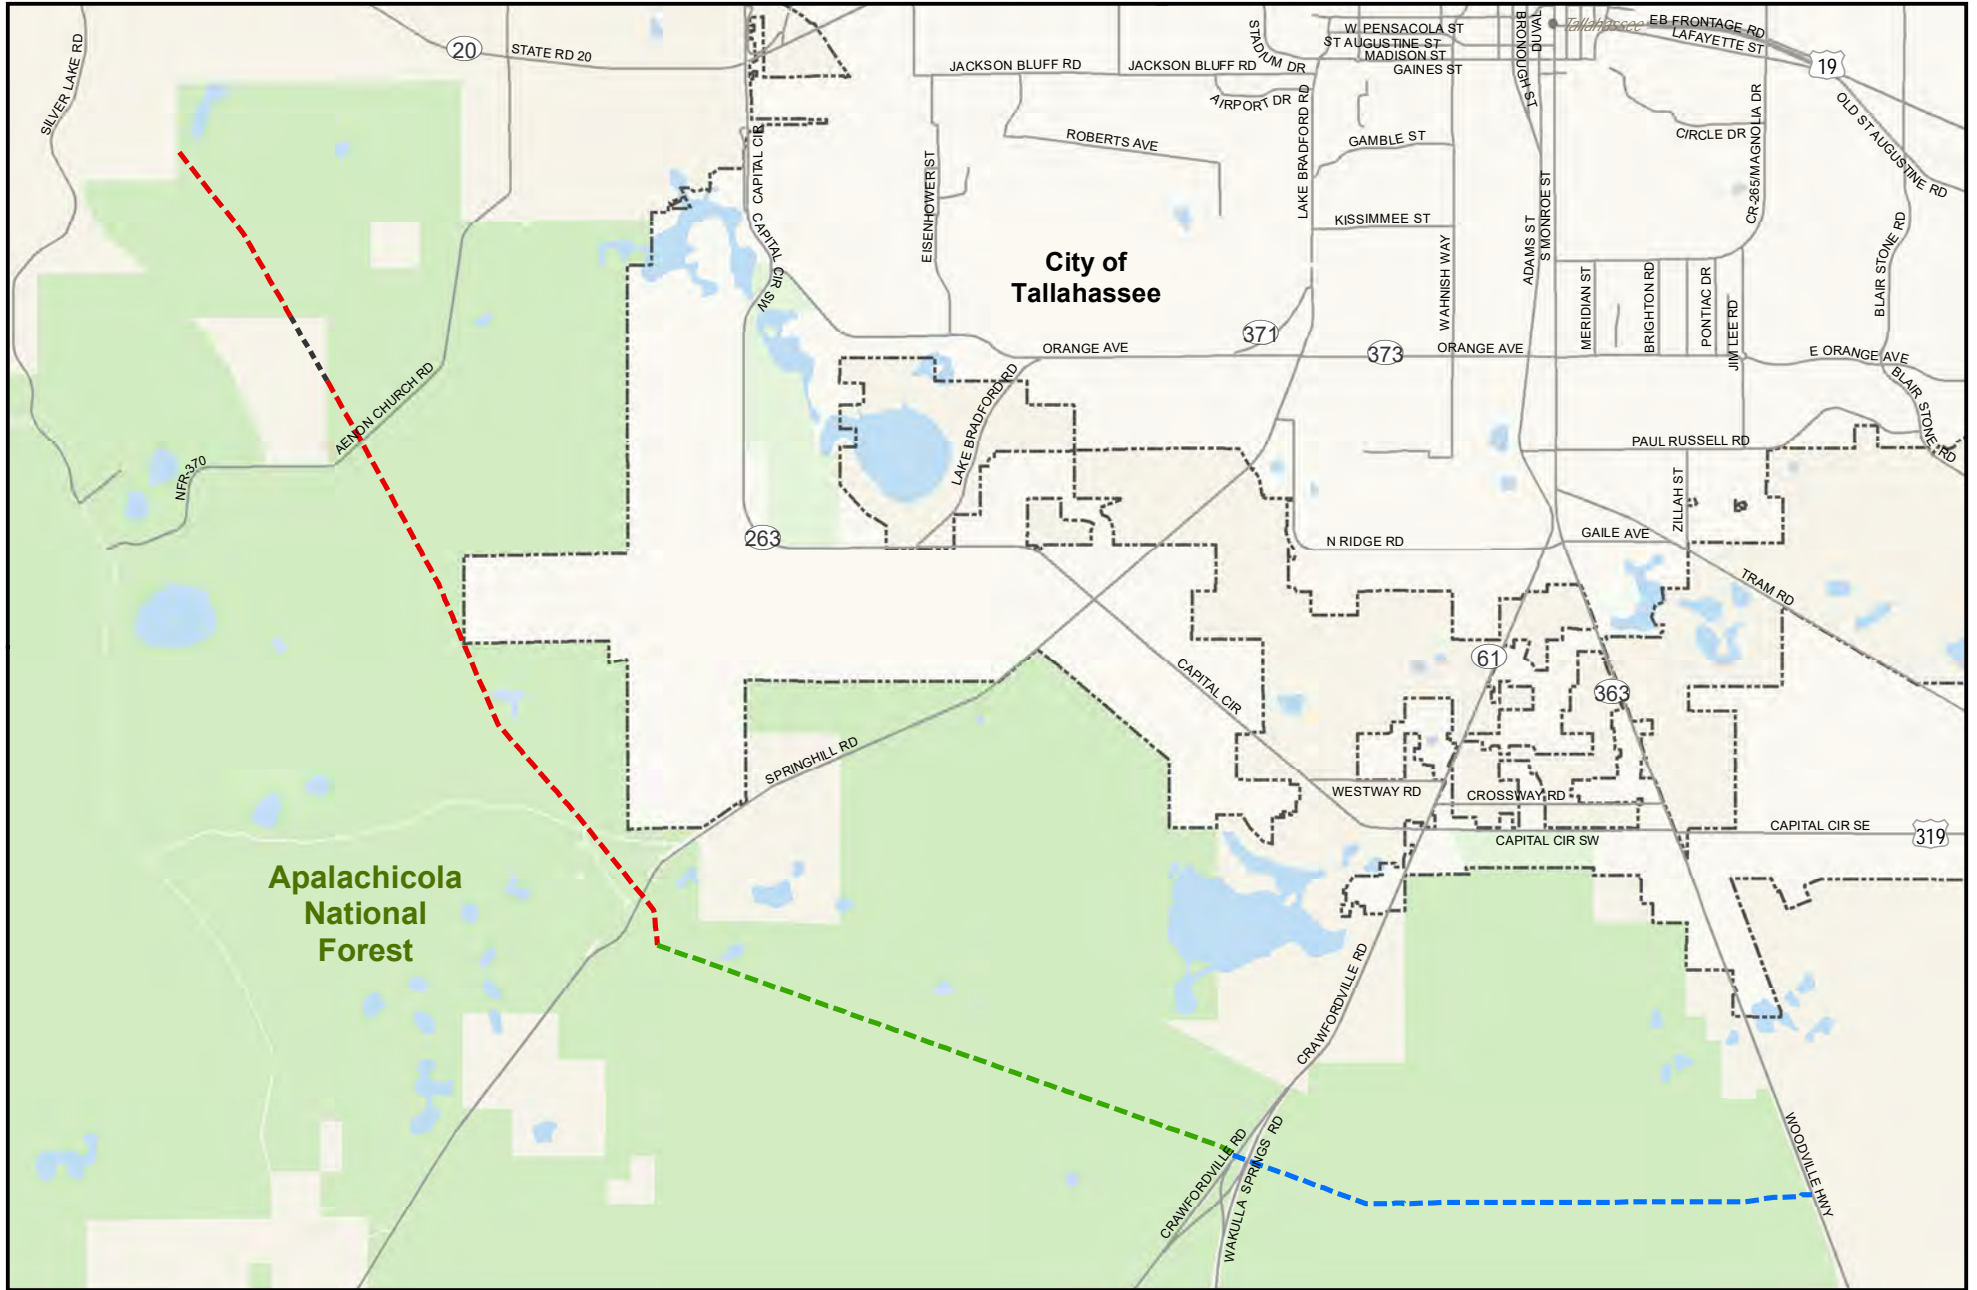 SILVER LAKE RD
20
STATE RD 20
CAPITAL CIR
CAPITAL CIR SW
JACKSON BLUFF RD
JACKSON BLUFF RD
AIRPORT DR
ROBERTS AVE
EISENHOWER ST
STADIUM DR
W PENSACOLA ST
ST AUGUSTINE ST
MADISON ST
GAINES ST
BRONOUGH ST
DUVAL
Tallahassee
EB FRONTAGE RD
LAFAYETTE ST
19
OLD ST AUGUSTINE RD
CIRCLE DR
CR-265/MAGNOLIA DR
LAKE BRADFORD RD
GAMBLE ST
KISSIMMEE ST
WAHNISH WAY
ADAMS ST
S MONROE ST
MERIDIAN ST
BRIGHTON RD
PONTIAC DR
JIM LEE RD
BLAIR STONE RD
City of
Tallahassee
371
ORANGE AVE
373
ORANGE AVE
E ORANGE AVE
BLAIR STONE RD
AENON CHURCH RD
NFR-370
LAKE BRADFORD RD
PAUL RUSSELL RD
ZILLAH ST
263
N RIDGE RD
GAILE AVE
TRAM RD
61
363
CAPITAL CIR
SPRINGHILL RD
WESTWAY RD
CROSSWAY RD
CAPITAL CIR SW
CAPITAL CIR SE
319
Apalachicola
National
Forest
CRAWFORDVILLE RD
CRAWFORDVILLE RD
WAKULLA SPRINGS RD
WOODVILLE HWY